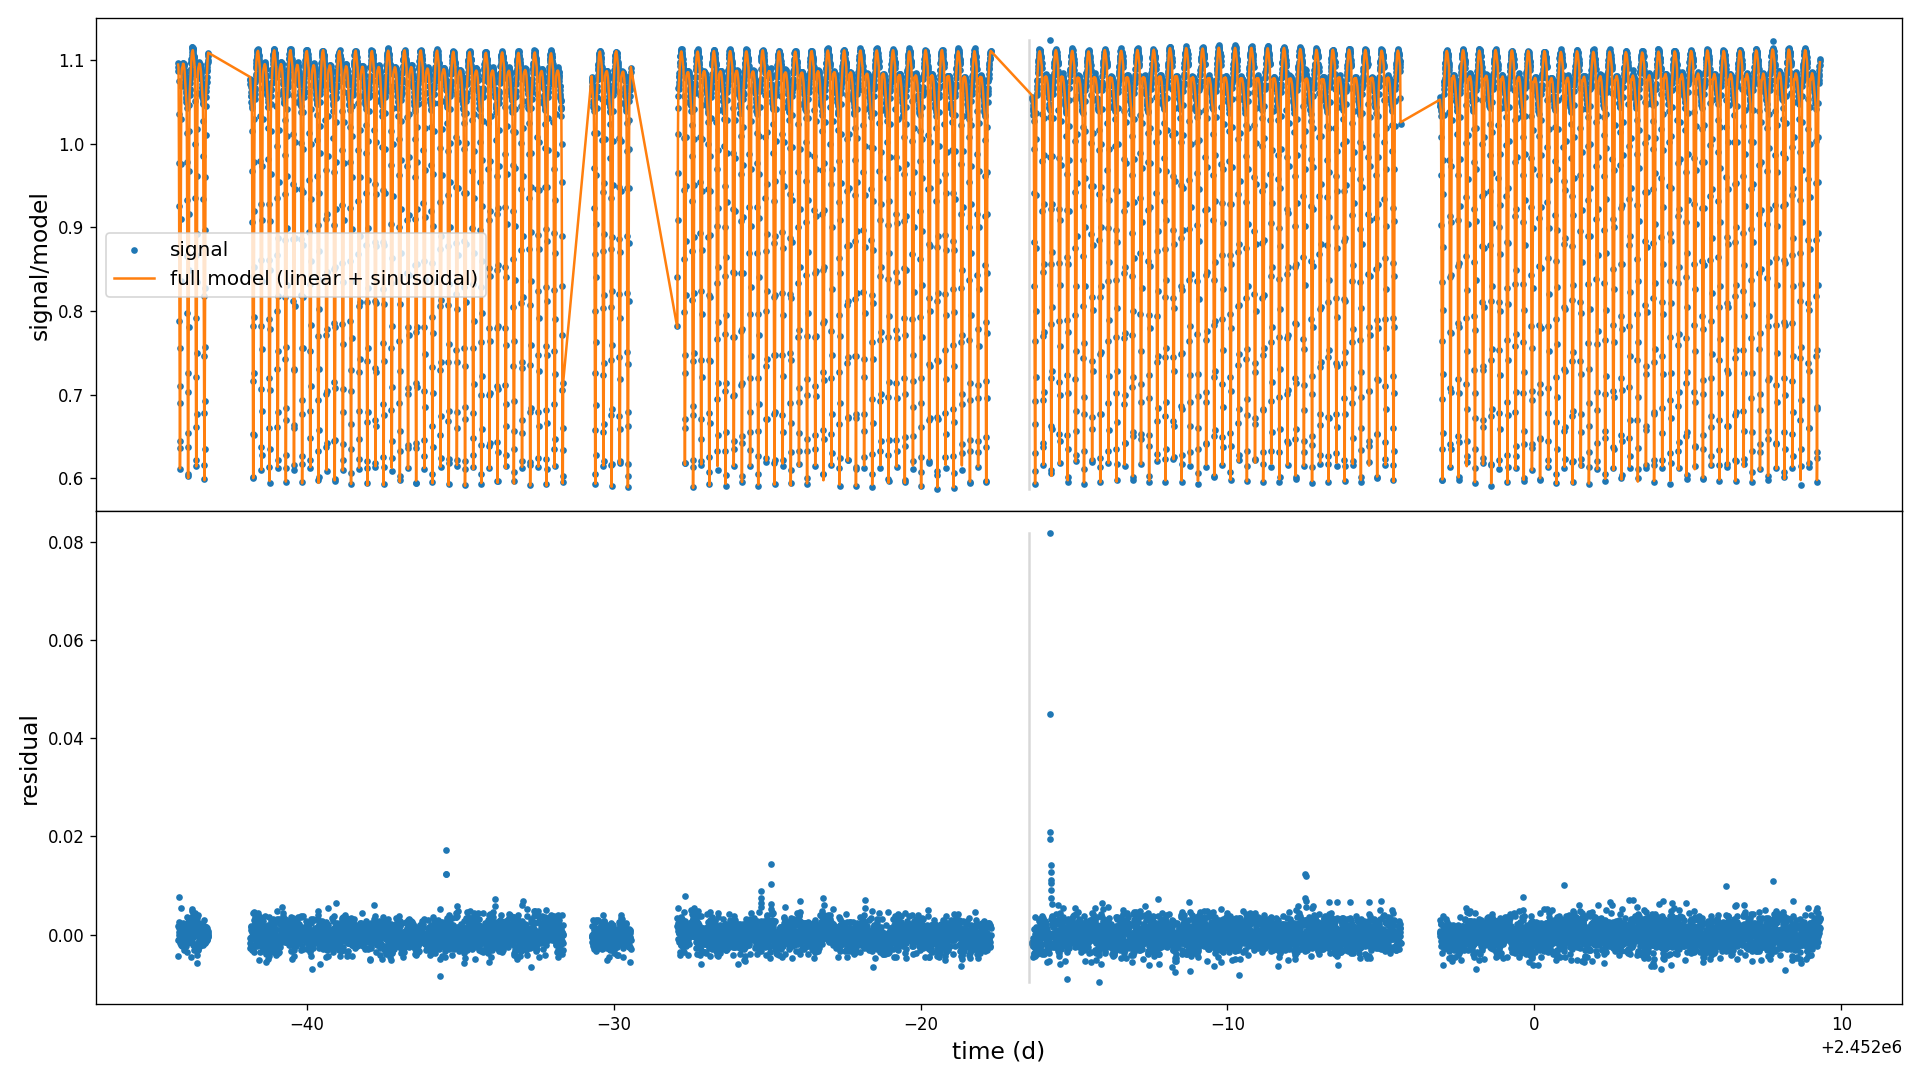 1.1
1.0
0.9
0.8
0.7
0.6
signal/model
signal
full model (linear + sinusoidal)
0.08
0.06
0.04
0.02
0.00
residual
−40
−30
−20
−10
0
10
time (d)
+2.452e6